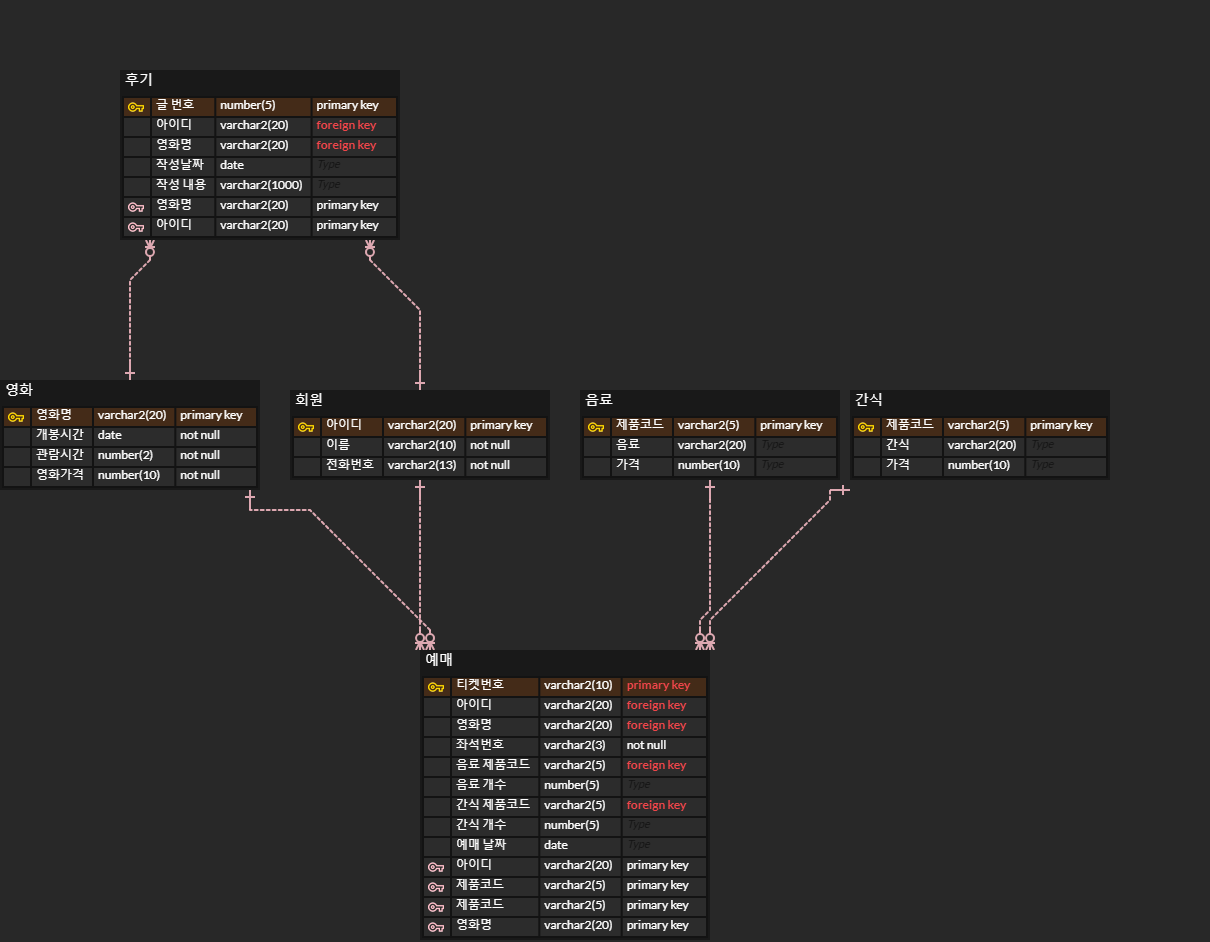 후기
글 번호 number(5) primary key
아이디 varchar2(20) foreign key
영화명 varchar2(20) foreign key
작성날짜 date Type
작성 내용 varchar2(1000) Type
영화명 varchar2(20) primary key
아이디 varchar2(20) primary key
영화
영화명 varchar2(20) primary key
개봉시간 date not null
관람시간 number(2) not null
영화가격 number(10) not null
회원
아이디 varchar2(20) primary key
이름 varchar2(10) not null
전화번호 varchar2(13) not null
음료
제품코드 varchar2(5) primary key
음료 varchar2(20) Type
가격 number(10) Type
간식
제품코드 varchar2(5) primary key
간식 varchar2(20) Type
가격 number(10) Type
예매
티켓번호 varchar2(10) primary key
아이디 varchar2(20) foreign key
영화명 varchar2(20) foreign key
좌석번호 varchar2(3) not null
음료 제품코드 varchar2(5) foreign key
음료 개수 number(5) Type
간식 제품코드 varchar2(5) foreign key
간식 개수 number(5) Type
예매 날짜 date Type
아이디 varchar2(20) primary key
제품코드 varchar2(5) primary key
제품코드 varchar2(5) primary key
영화명 varchar2(20) primary key